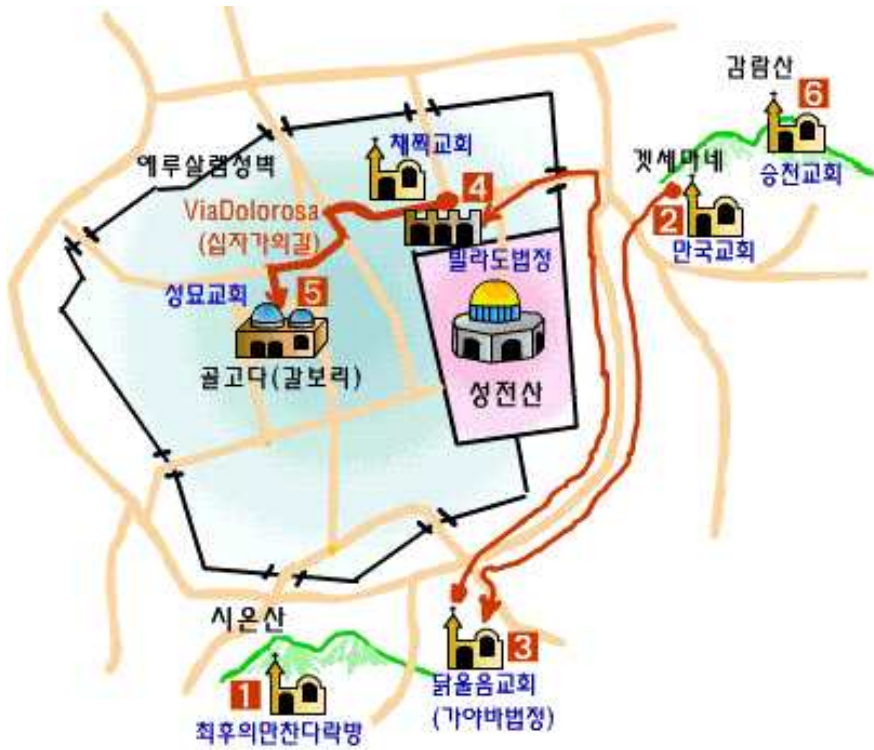 감람산
6
채찍교회
겟세마네
예루살렘성벽
승천교회
4
ViaDolorosa
(십자가의길)
2
만국교회
빌라도법정
성묘교회
5
골고다(갈보리)
성전산
시온산
3
1
닭울음교회
(가야바법정)
최후의만찬다락방